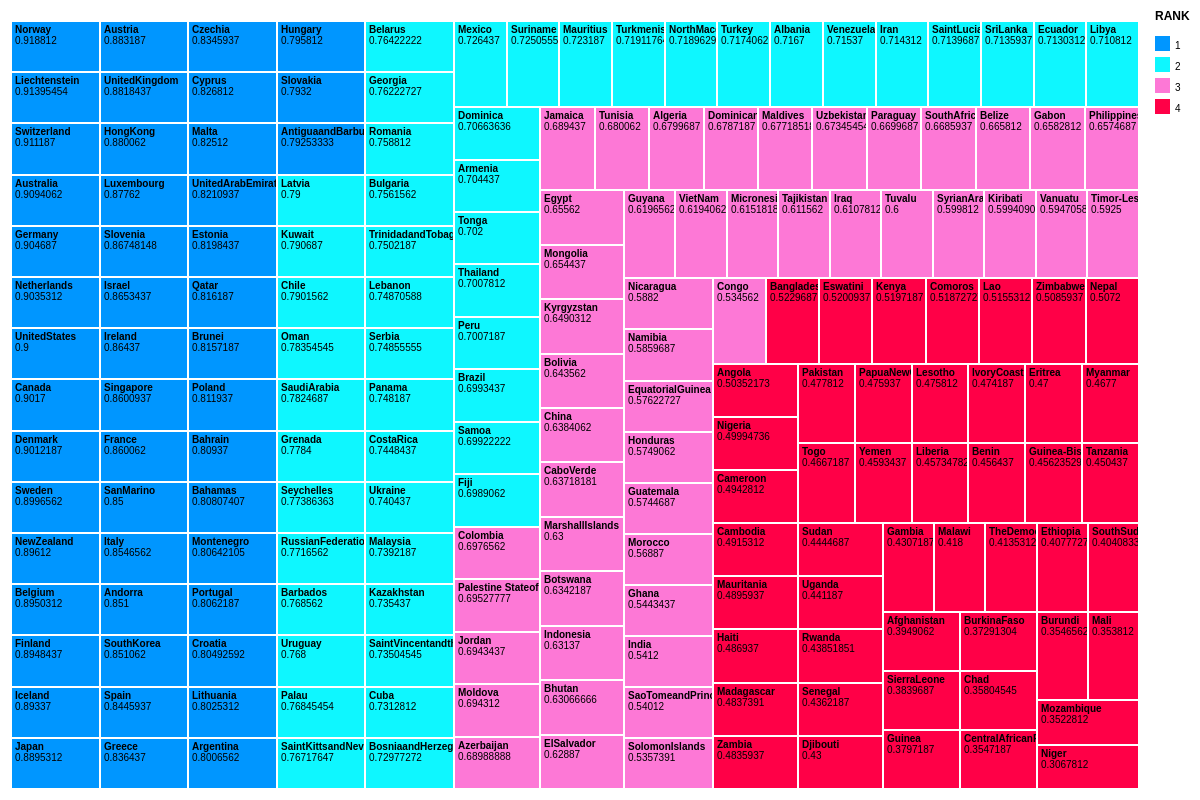 RANK
1
2
3
4
Norway
0.918812
Liechtenstein
0.91395454
Switzerland
0.911187
Australia
0.9094062
Germany
0.904687
Netherlands
0.9035312
UnitedStates
0.9
Canada
0.9017
Denmark
0.9012187
Sweden
0.8996562
NewZealand
0.89612
Belgium
0.8950312
Finland
0.8948437
Iceland
0.89337
Japan
0.8895312
Austria
0.883187
UnitedKingdom
0.8818437
HongKong
0.880062
Luxembourg
0.87762
Slovenia
0.86748148
Israel
0.8653437
Ireland
0.86437
Singapore
0.8600937
France
0.860062
SanMarino
0.85
Italy
0.8546562
Andorra
0.851
SouthKorea
0.851062
Spain
0.8445937
Greece
0.836437
Czechia
0.8345937
Cyprus
0.826812
Malta
0.82512
UnitedArabEmirat
0.8210937
Estonia
0.8198437
Qatar
0.816187
Brunei
0.8157187
Poland
0.811937
Bahrain
0.80937
Bahamas
0.80807407
Montenegro
0.80642105
Portugal
0.8062187
Croatia
0.80492592
Lithuania
0.8025312
Argentina
0.8006562
Hungary
0.795812
Slovakia
0.7932
AntiguaandBarbu
0.79253333
Latvia
0.79
Kuwait
0.790687
Chile
0.7901562
Oman
0.78354545
SaudiArabia
0.7824687
Grenada
0.7784
Seychelles
0.77386363
RussianFederatio
0.7716562
Barbados
0.768562
Uruguay
0.768
Palau
0.76845454
SaintKittsandNev
0.76717647
Belarus
0.76422222
Georgia
0.76222727
Romania
0.758812
Bulgaria
0.7561562
TrinidadandTobag
0.7502187
Lebanon
0.74870588
Serbia
0.74855555
Panama
0.748187
CostaRica
0.7448437
Ukraine
0.740437
Malaysia
0.7392187
Kazakhstan
0.735437
SaintVincentandth
0.73504545
Cuba
0.7312812
BosniaandHerzeg
0.72977272
Mexico
0.726437
Suriname
0.7250555
Mauritius
0.723187
Turkmenis
0.7191176
NorthMac
0.7189629
Turkey
0.7174062
Albania
0.7167
Venezuela
0.71537
Iran
0.714312
SaintLucia
0.7139687
SriLanka
0.7135937
Ecuador
0.7130312
Libya
0.710812
Dominica
0.70663636
Armenia
0.704437
Tonga
0.702
Thailand
0.7007812
Peru
0.7007187
Brazil
0.6993437
Samoa
0.69922222
Fiji
0.6989062
Colombia
0.6976562
Palestine Stateof
0.69527777
Jordan
0.6943437
Moldova
0.694312
Azerbaijan
0.68988888
Jamaica
0.689437
Tunisia
0.680062
Algeria
0.6799687
Dominican
0.6787187
Maldives
0.6771851
Uzbekistan
0.67345454
Paraguay
0.6699687
SouthAfric
0.6685937
Belize
0.665812
Gabon
0.6582812
Philippines
0.6574687
Egypt
0.65562
Mongolia
0.654437
Kyrgyzstan
0.6490312
Bolivia
0.643562
China
0.6384062
CaboVerde
0.63718181
MarshallIslands
0.63
Botswana
0.6342187
Indonesia
0.63137
Bhutan
0.63066666
ElSalvador
0.62887
Guyana
0.6196562
VietNam
0.6194062
Micronesi
0.6151818
Tajikistan
0.611562
Iraq
0.6107812
Tuvalu
0.6
SyrianAra
0.599812
Kiribati
0.5994090
Vanuatu
0.5947058
Timor-Les
0.5925
Nicaragua
0.5882
Namibia
0.5859687
EquatorialGuinea
0.57622727
Honduras
0.5749062
Guatemala
0.5744687
Morocco
0.56887
Ghana
0.5443437
India
0.5412
SaoTomeandPrinc
0.54012
SolomonIslands
0.5357391
Congo
0.534562
Banglades
0.5229687
Eswatini
0.5200937
Kenya
0.5197187
Comoros
0.5187272
Lao
0.5155312
Zimbabwe
0.5085937
Nepal
0.5072
Angola
0.50352173
Nigeria
0.49994736
Cameroon
0.4942812
Pakistan
0.477812
PapuaNew
0.475937
Lesotho
0.475812
IvoryCoast
0.474187
Eritrea
0.47
Myanmar
0.4677
Togo
0.4667187
Yemen
0.4593437
Liberia
0.45734782
Benin
0.456437
Guinea-Bis
0.45623529
Tanzania
0.450437
Cambodia
0.4915312
Mauritania
0.4895937
Haiti
0.486937
Madagascar
0.4837391
Zambia
0.4835937
Sudan
0.4444687
Uganda
0.441187
Rwanda
0.43851851
Senegal
0.4362187
Djibouti
0.43
Gambia
0.4307187
Malawi
0.418
TheDemo
0.4135312
Ethiopia
0.4077727
SouthSud
0.4040833
Afghanistan
0.3949062
BurkinaFaso
0.37291304
SierraLeone
0.3839687
Chad
0.35804545
Guinea
0.3797187
CentralAfricanR
0.3547187
Burundi
0.3546562
Mali
0.353812
Mozambique
0.3522812
Niger
0.3067812